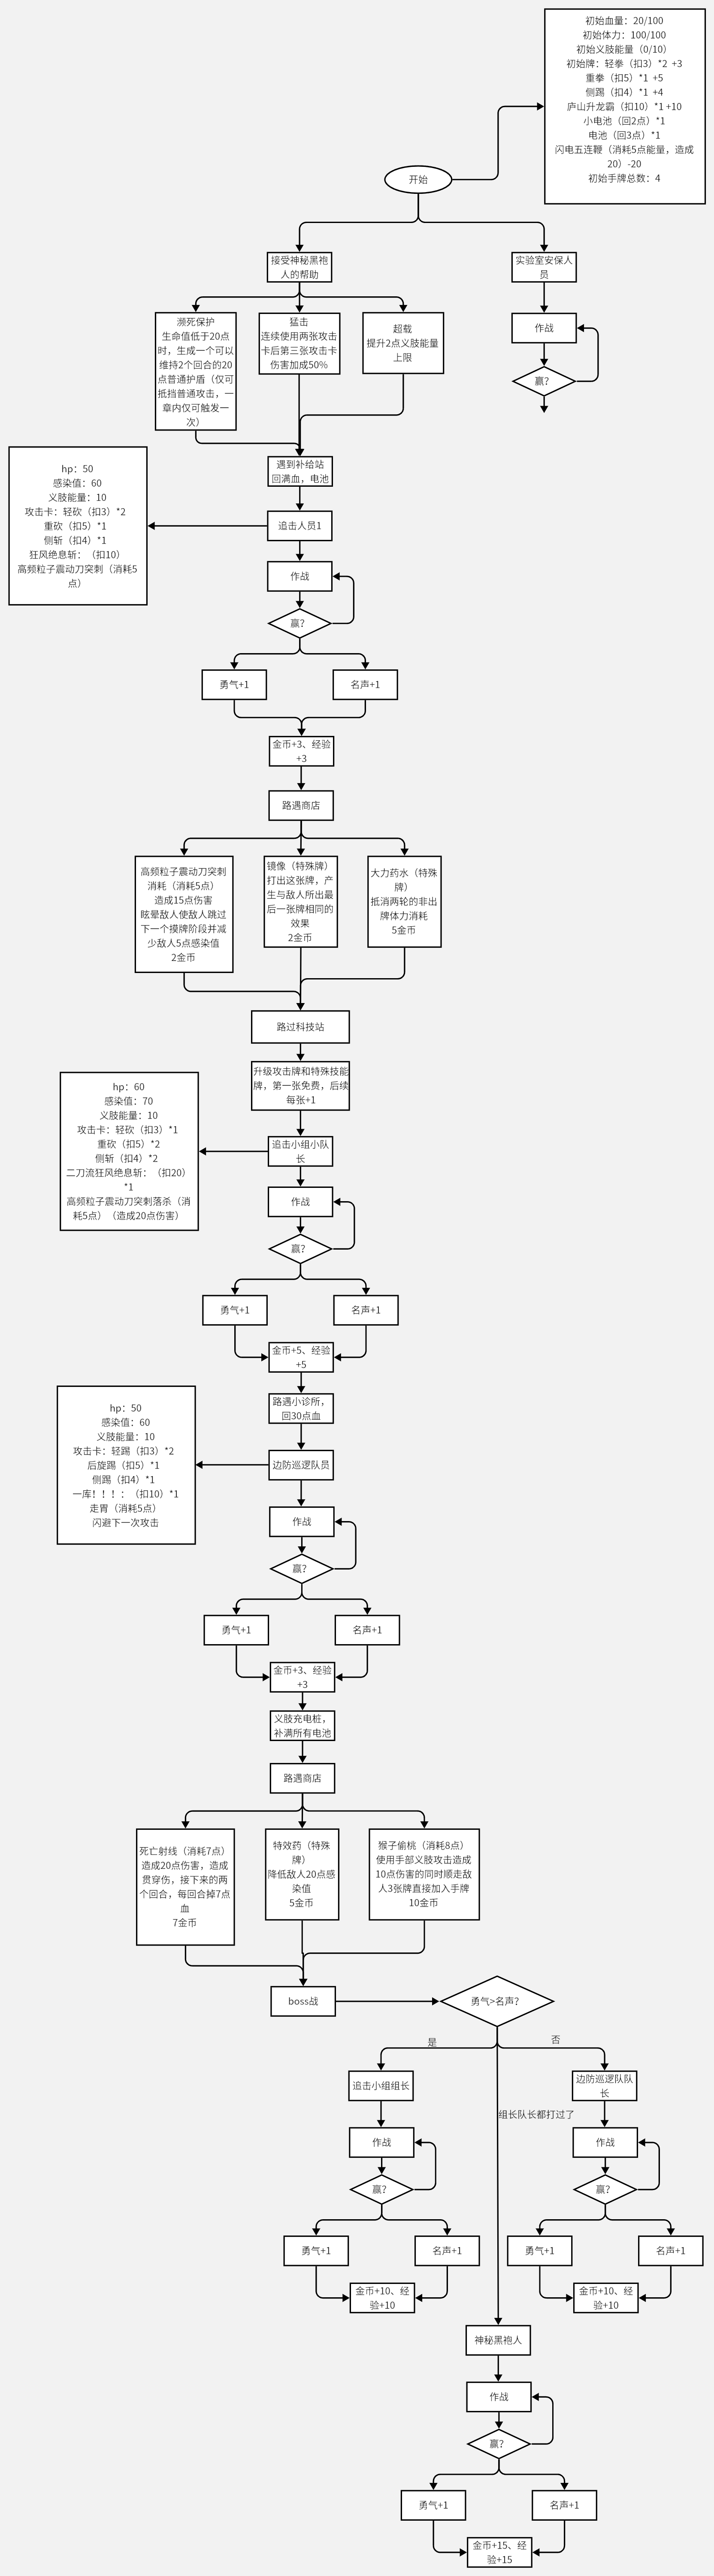 初始血量：20/100
初始体力：100/100
初始义肢能量（0/10）
初始牌：轻拳（扣3）*2 +3
重拳（扣5）*1 +5
侧踢（扣4）*1 +4
庐山升龙霸（扣10）*1 +10
小电池（回2点）*1
电池（回3点）*1
闪电五连鞭（消耗5点能量，造成
20）-20
初始手牌总数：4
开始
接受神秘黑袍
人的帮助
实验室安保人
员
作战
赢？
濒死保护
生命值低于20点
时，生成一个可以
维持2个回合的20
点普通护盾（仅可
抵挡普通攻击，一
章内仅可触发一
次）
猛击
连续使用两张攻击
卡后第三张攻击卡
伤害加成50%
超载
提升2点义肢能量
上限
遇到补给站
回满血，电池
追击人员1
hp：50
感染值：60
义肢能量：10
攻击卡：轻砍（扣3）*2
重砍（扣5）*1
侧斩（扣4）*1
狂风绝息斩：（扣10）
高频粒子震动刀突刺（消耗5
点）
作战
赢？
勇气+1
名声+1
金币+3、经验
+3
路遇商店
高频粒子震动刀突刺
消耗（消耗5点）
造成15点伤害
眩晕敌人使敌人跳过
下一个摸牌阶段并减
少敌人5点感染值
2金币
镜像（特殊牌）
打出这张牌，产
生与敌人所出最
后一张牌相同的
效果
2金币
大力药水（特殊
牌）
抵消两轮的非出
牌体力消耗
5金币
路过科技站
升级攻击牌和特殊技能
牌，第一张免费，后续
每张+1
追击小组小队
长
hp：60
感染值：70
义肢能量：10
攻击卡：轻砍（扣3）*1
重砍（扣5）*2
侧斩（扣4）*2
二刀流狂风绝息斩：（扣20）
*1
高频粒子震动刀突刺落杀（消
耗5点）（造成20点伤害）
作战
赢？
勇气+1
名声+1
金币+5、经验
+5
路遇小诊所，
回30点血
边防巡逻队员
hp：50
感染值：60
义肢能量：10
攻击卡：轻踢（扣3）*2
后旋踢（扣5）*1
侧踢（扣4）*1
一库！！！：（扣10）*1
走胃（消耗5点）
闪避下一次攻击
作战
赢？
勇气+1
名声+1
金币+3、经验
+3
义肢充电桩，
补满所有电池
路遇商店
死亡射线（消耗7点）
造成20点伤害，造成
贯穿伤，接下来的两
个回合，每回合掉7点
血
7金币
特效药（特殊
牌）
降低敌人20点感
染值
5金币
猴子偷桃（消耗8点）
使用手部义肢攻击造成
10点伤害的同时顺走敌
人3张牌直接加入手牌
10金币
boss战
勇气>名声？
是
否
组长队长都打过了
追击小组组长
作战
赢？
勇气+1
名声+1
金币+10、经
验+10
边防巡逻队队
长
作战
赢？
勇气+1
名声+1
金币+10、经
验+10
神秘黑袍人
作战
赢？
勇气+1
名声+1
金币+15、经
验+15